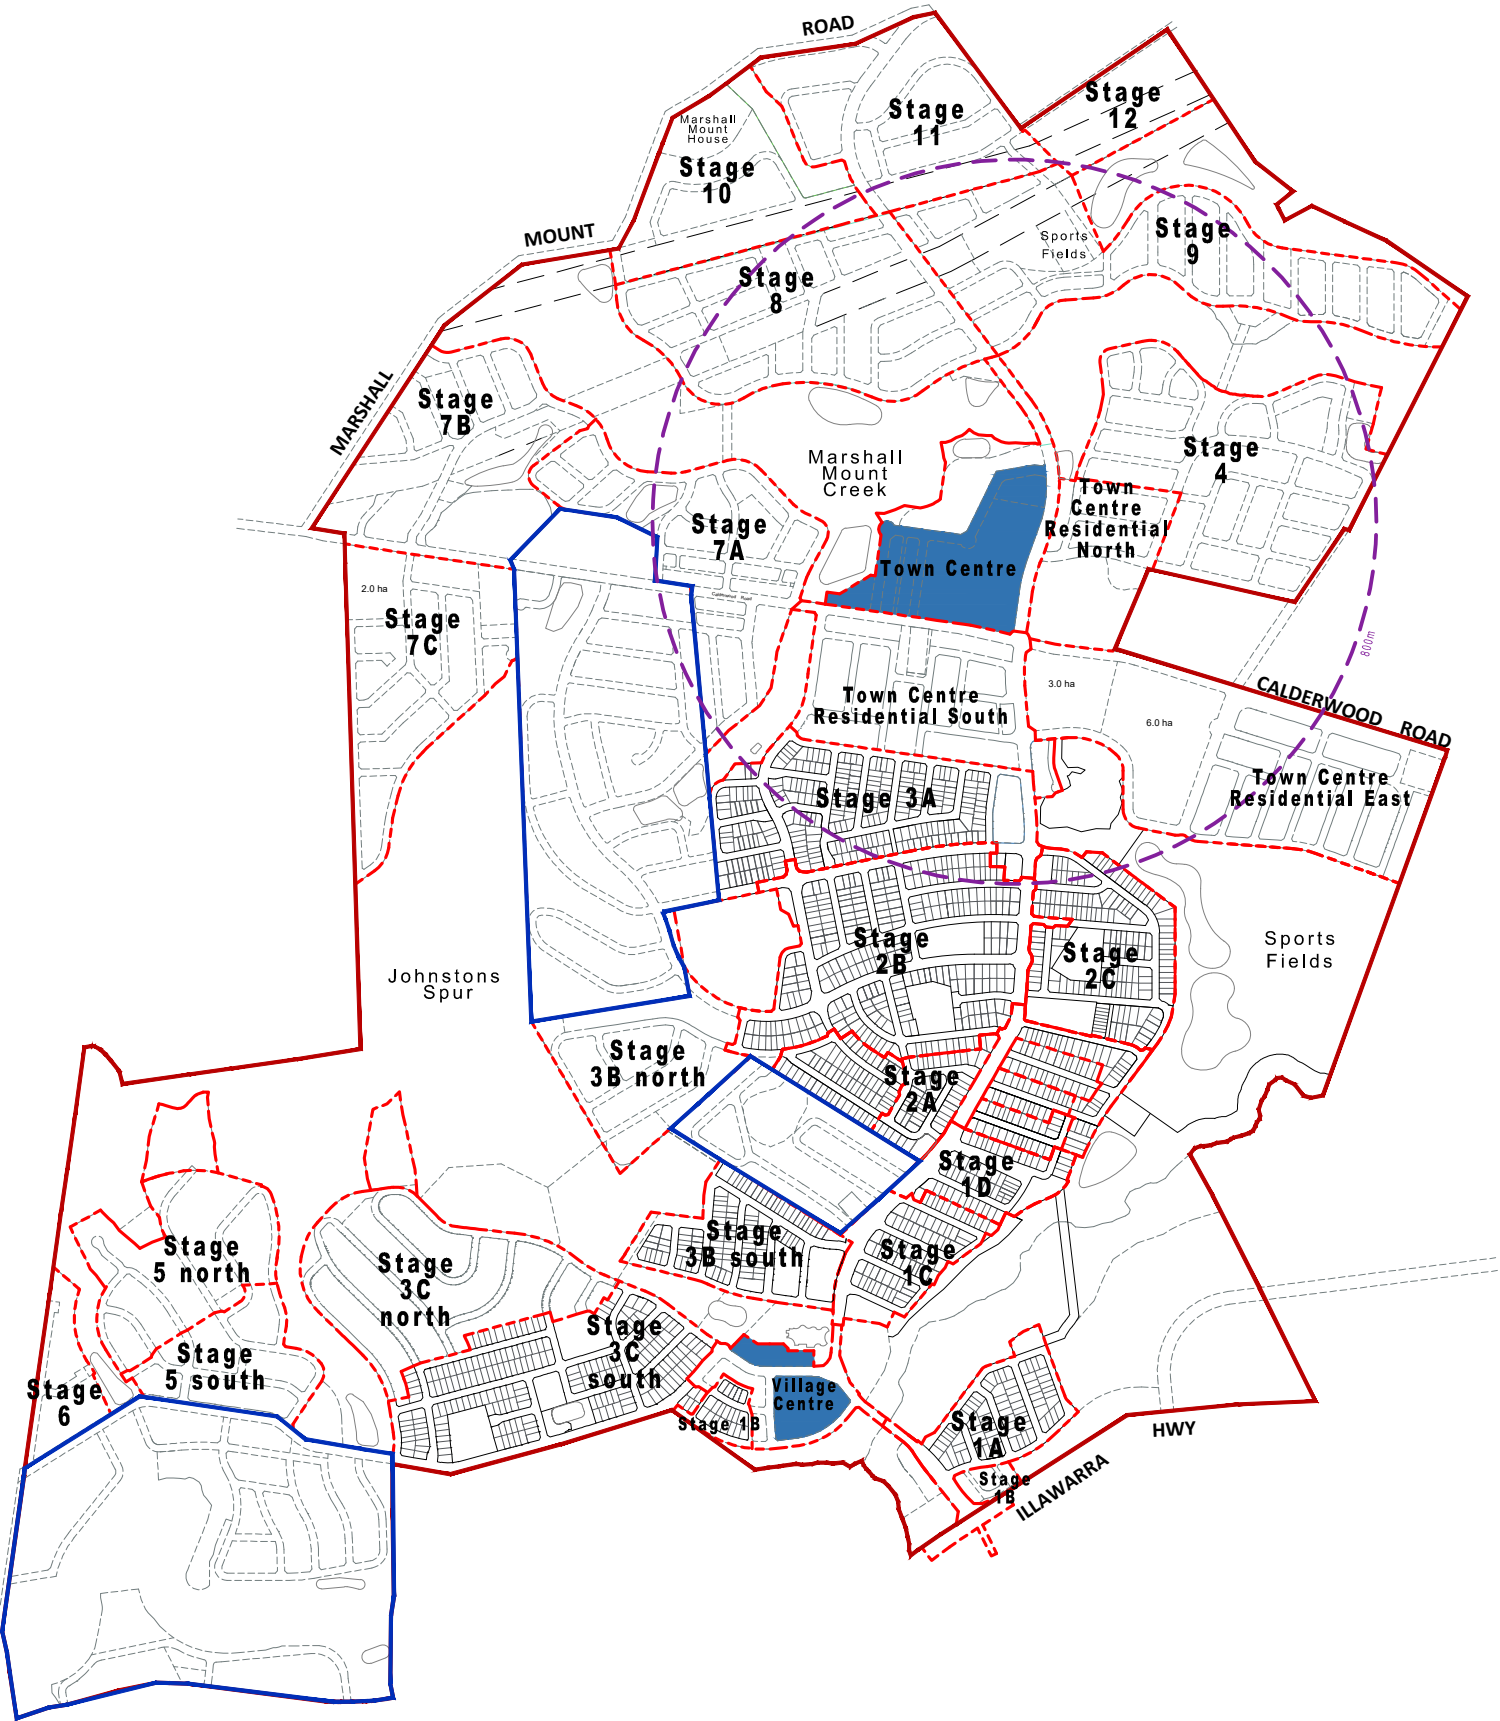 ROAD
Stage
12
Stage
11
Marshall
Mount
House
Stage
10
MOUNT
Sports
Fields
Stage
9
Stage
8
MARSHALL
Stage
7B
Stage
4
Marshall
Mount
Creek
Town
Centre
Residential
North
Stage
7A
Town Centre
2.0 ha
Calderwood Road
Stage
7C
800m
3.0 ha
6.0 ha
CALDERWOOD ROAD
Town Centre
Residential South
Town Centre
Residential East
Stage 3A
Stage
2B
Stage
2C
Sports
Fields
Johnstons
Spur
Stage
3B north
Stage
2A
Stage
1D
Stage
3B south
Stage
1C
Stage
5 north
Stage
3C
north
Stage
3C
south
Stage
5 south
Stage
6
Village
Centre
Stage 1B
Stage
1A
Stage
1B
HWY
ILLAWARRA